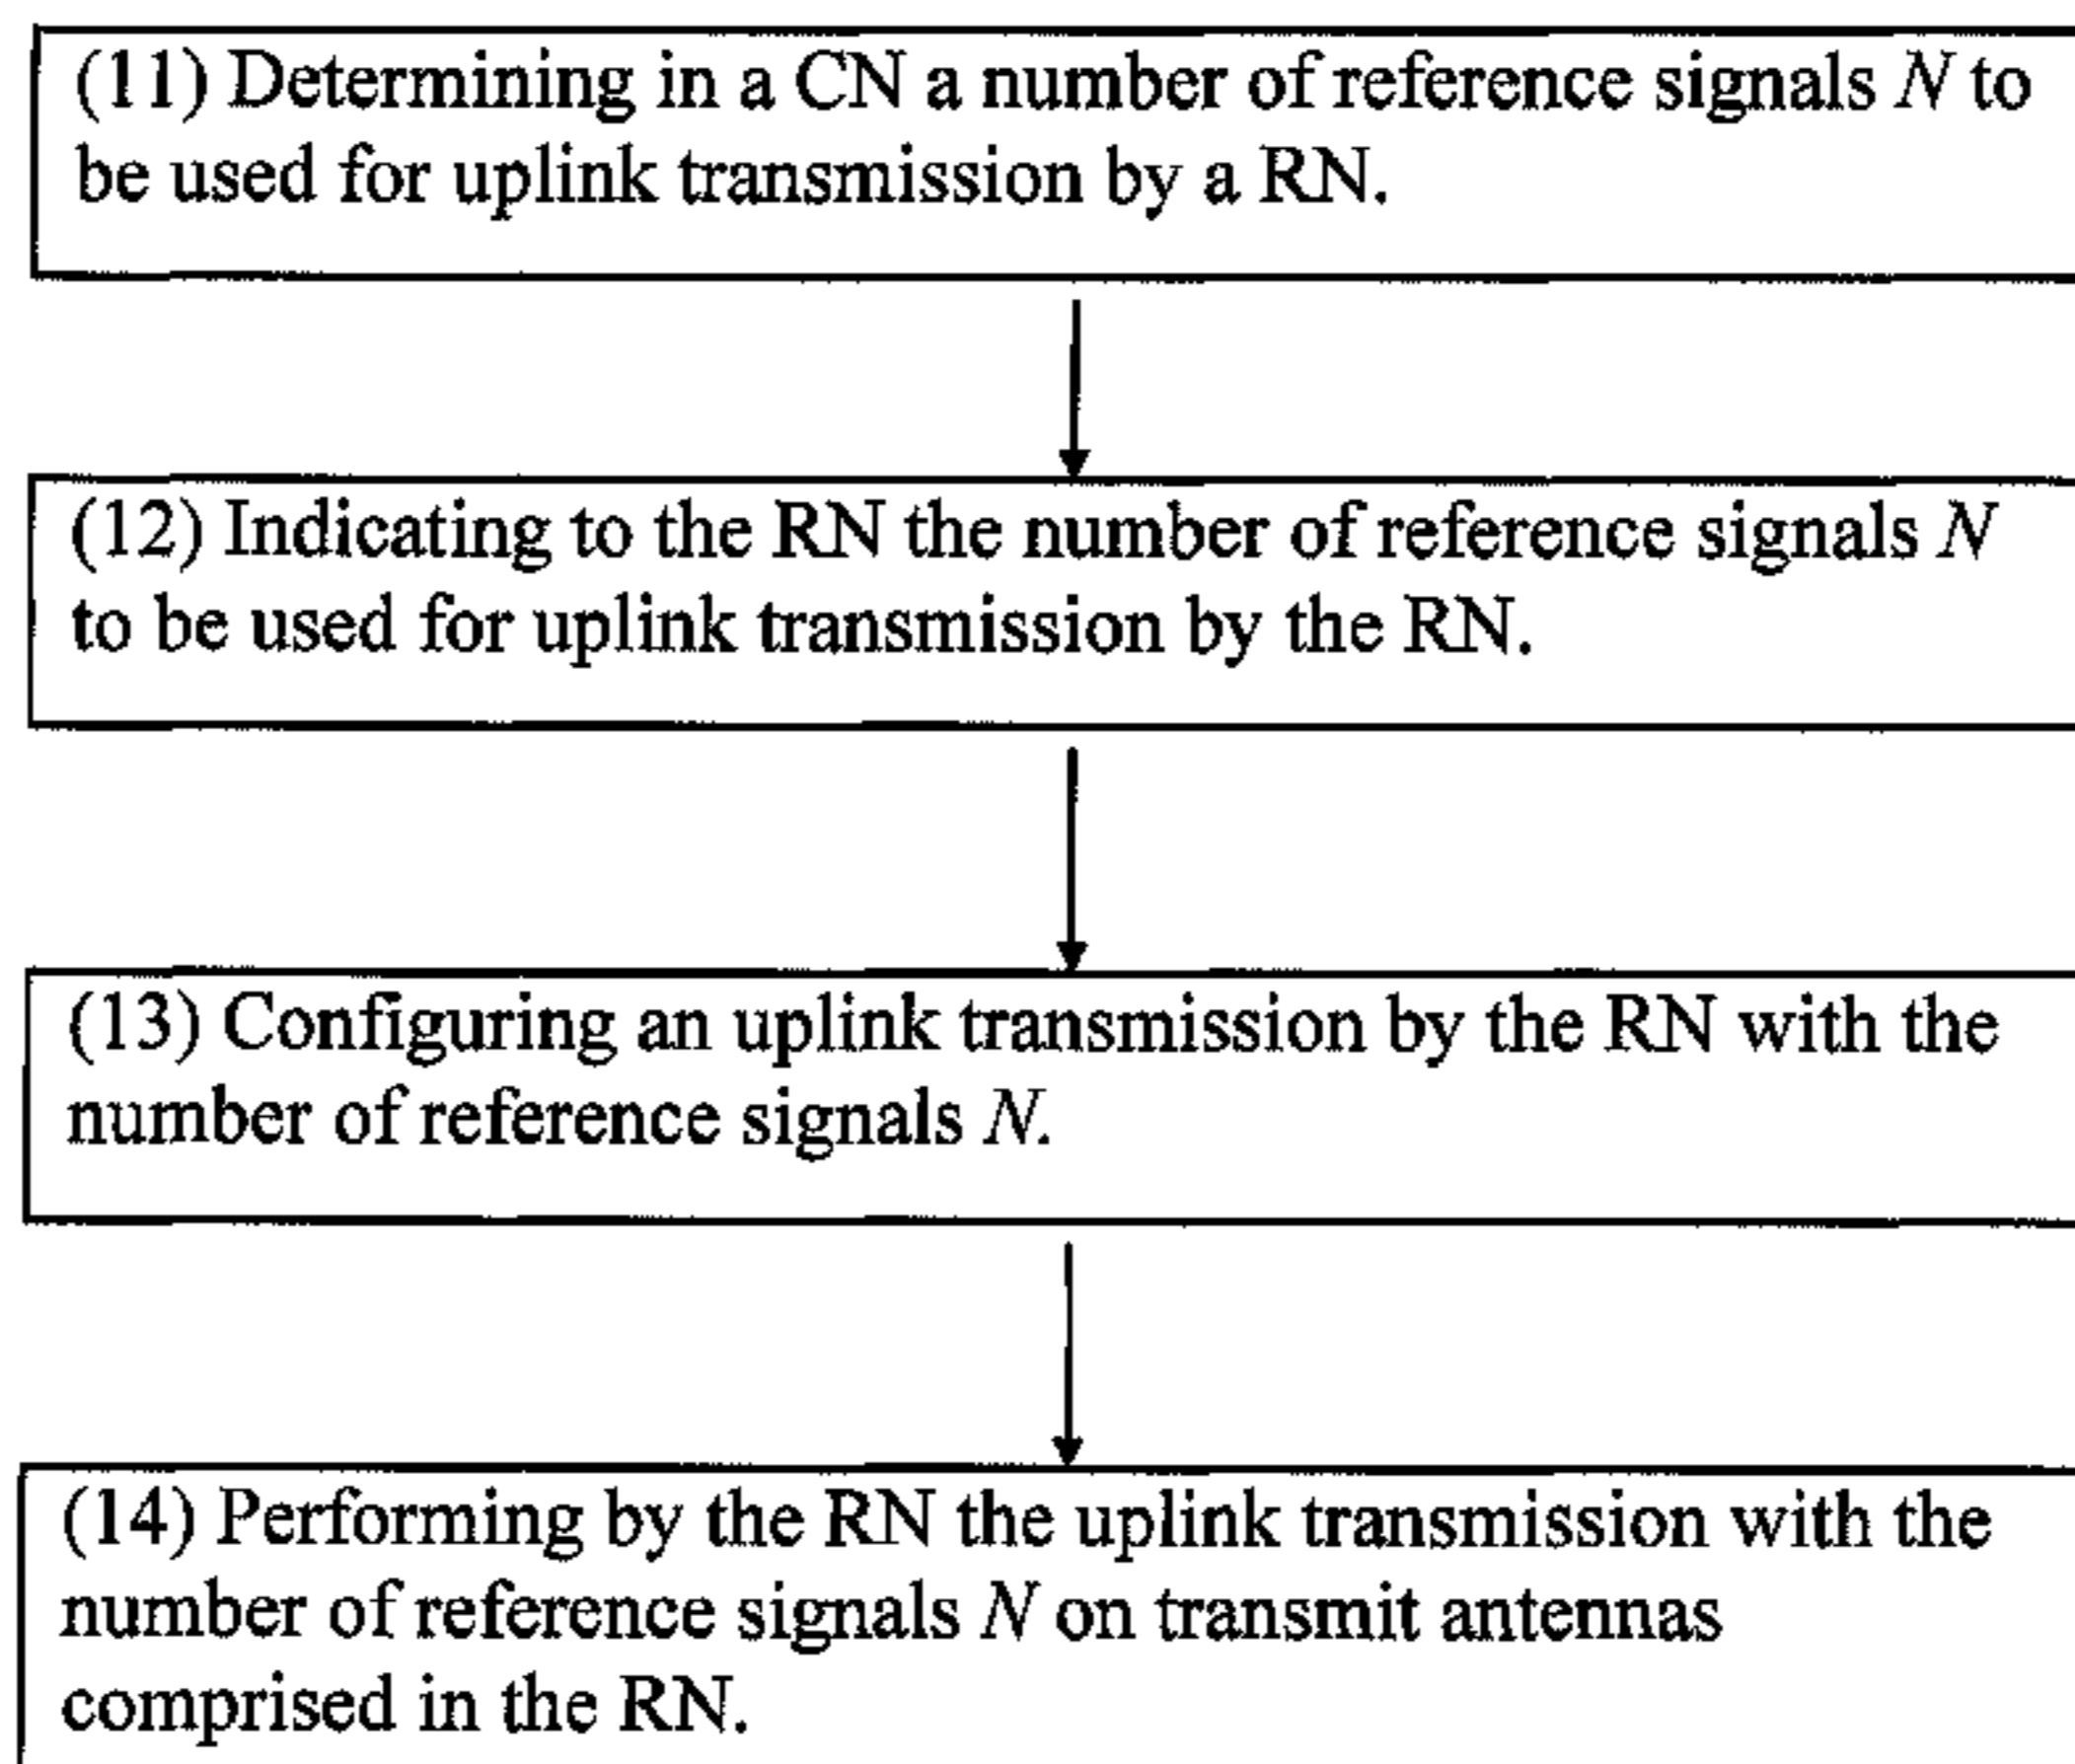 (11) Determining in a CN a number of reference signals N to
be used for uplink transmission by a RN.
(12) Indicating to the RN the number of reference signals N
to be used for uplink transmission by the RN.
(13) Configuring an uplink transmission by the RN with the
number of reference signals N.
(14) Performing by the RN the uplink transmission with the
number of reference signals N on transmit antennas
comprised in the RN.